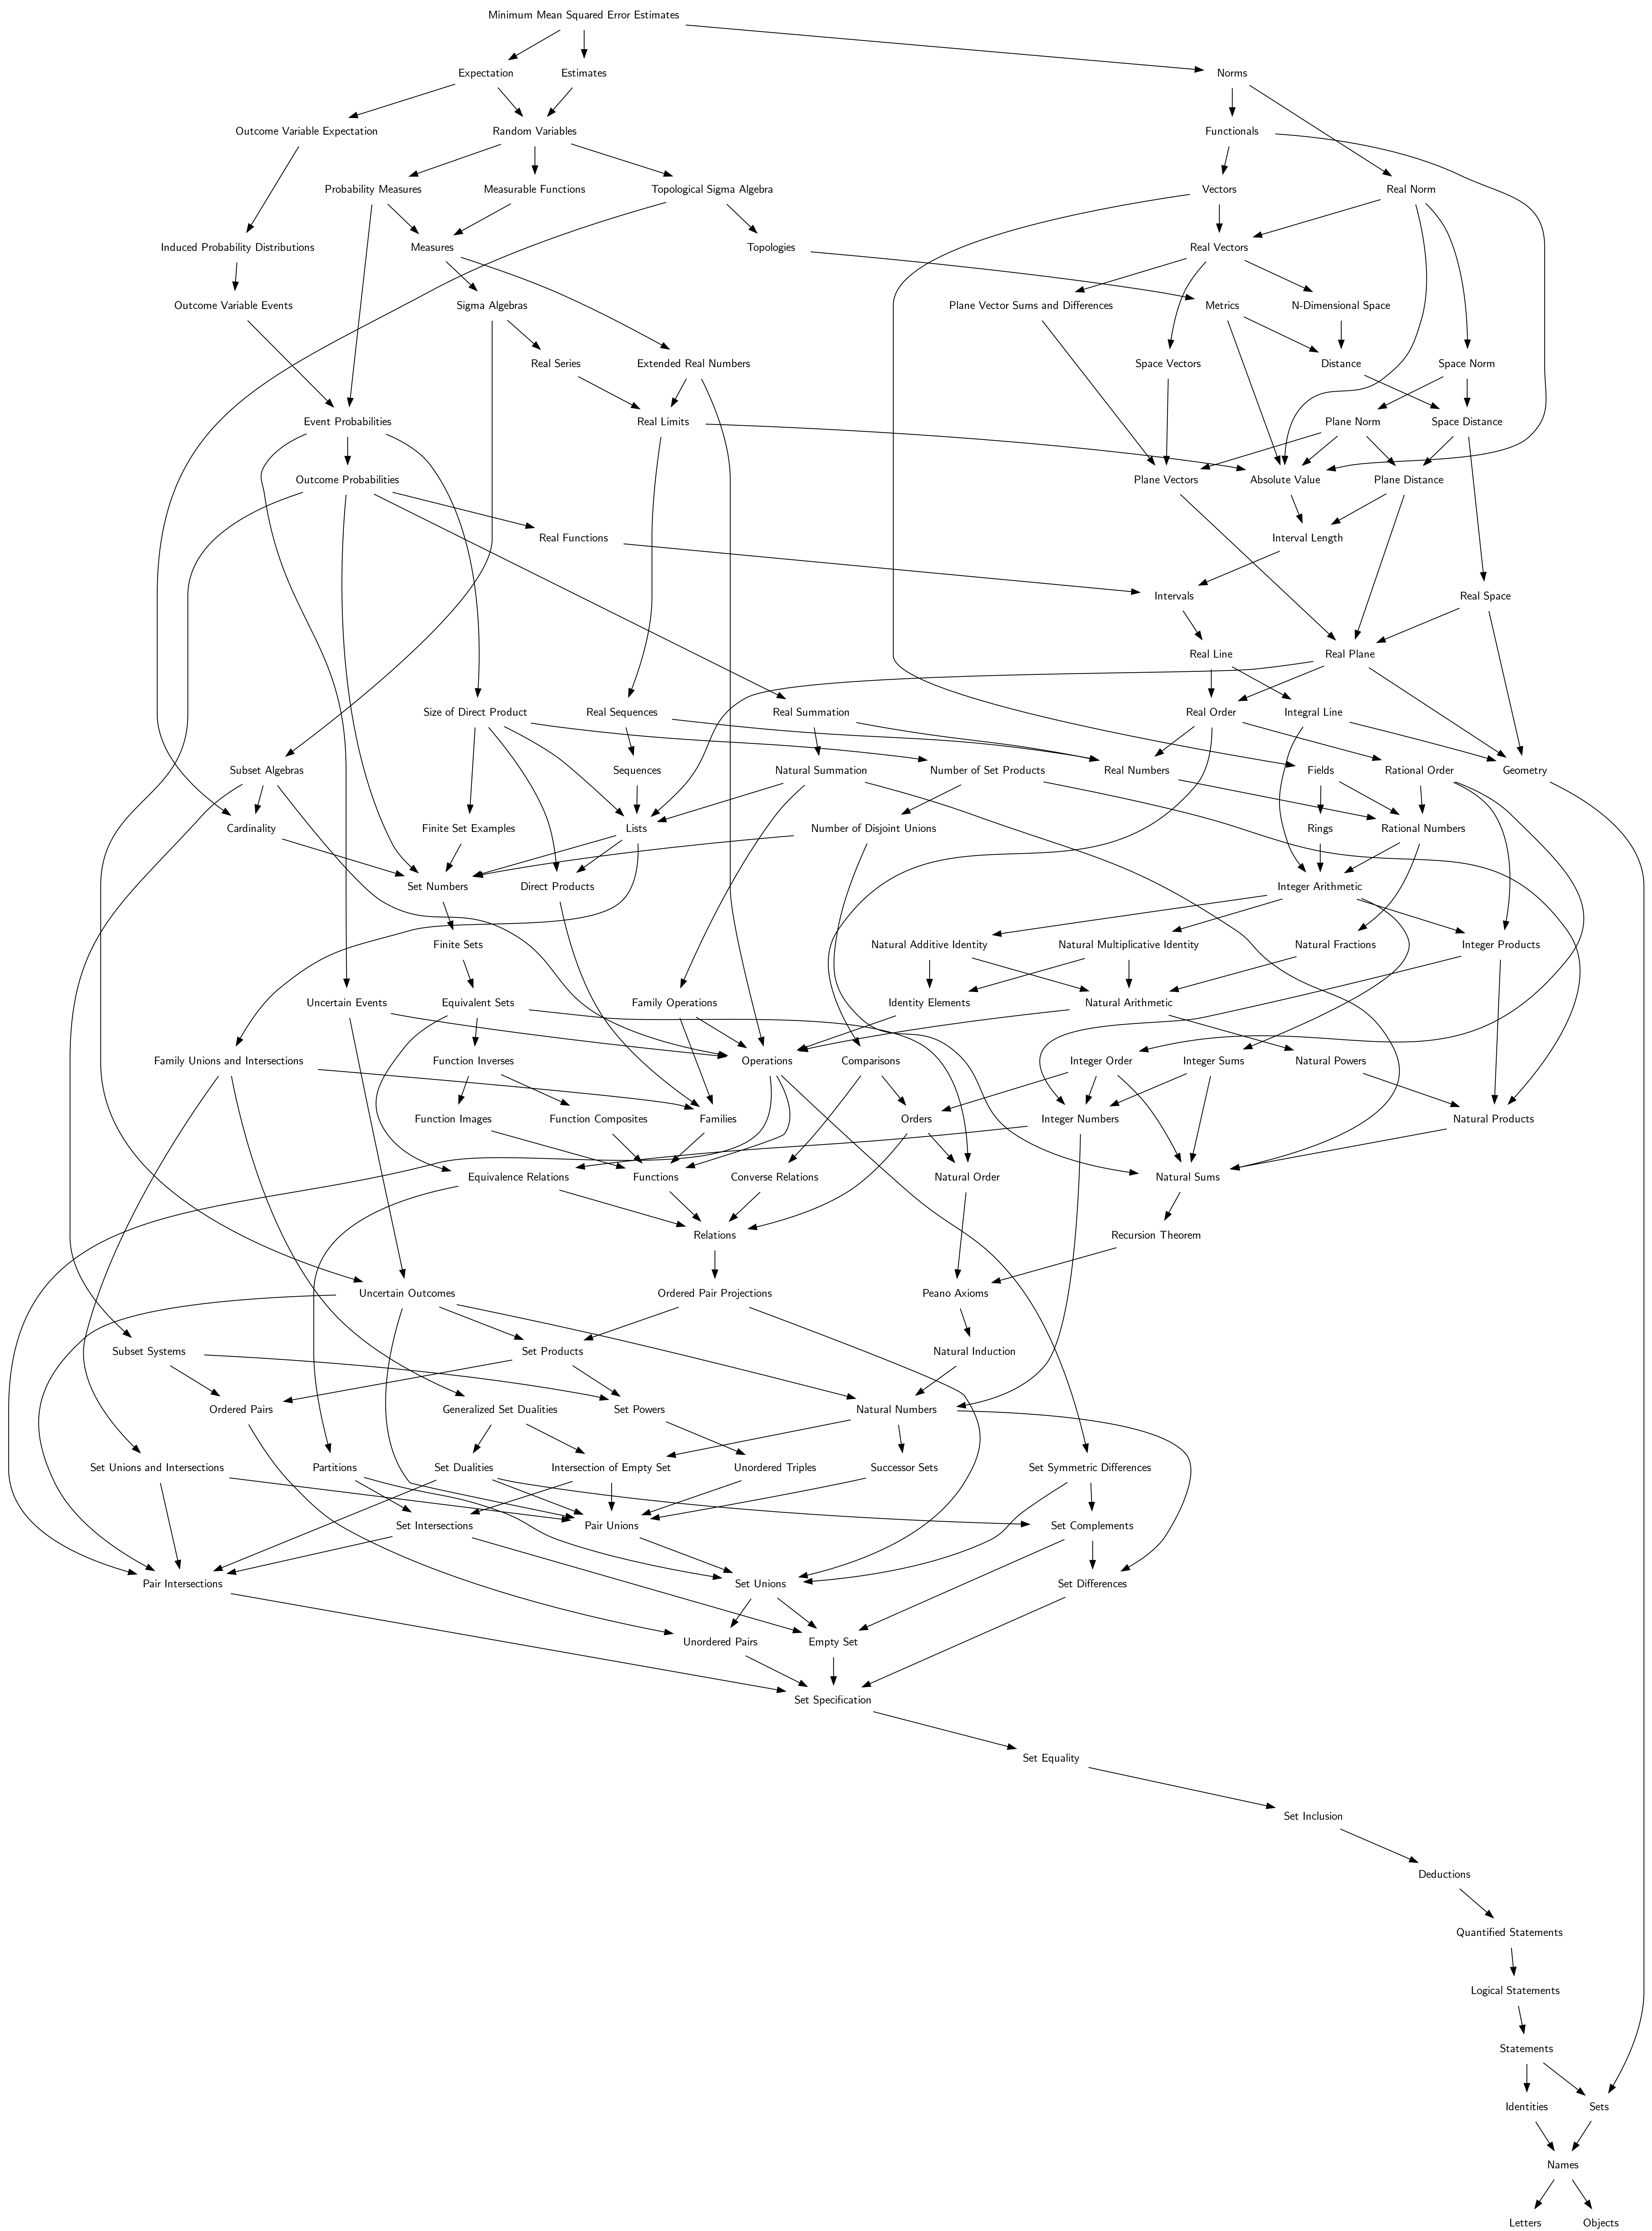 Minimum Mean Squared Error Estimates
Expectation
Estimates
Norms
Outcome Variable Expectation
Random Variables
Functionals
Probability Measures
Measurable Functions
Topological Sigma Algebra
Vectors
Real Norm
Induced Probability Distributions
Measures
Topologies
Real Vectors
Outcome Variable Events
Sigma Algebras
Plane Vector Sums and Differences
Metrics
N-Dimensional Space
Real Series
Extended Real Numbers
Space Vectors
Distance
Space Norm
Event Probabilities
Real Limits
Plane Norm
Space Distance
Outcome Probabilities
Plane Vectors
Absolute Value
Plane Distance
Real Functions
Interval Length
Intervals
Real Space
Real Line
Real Plane
Size of Direct Product
Real Sequences
Real Summation
Real Order
Integral Line
Subset Algebras
Sequences
Natural Summation
Number of Set Products
Real Numbers
Fields
Rational Order
Geometry
Cardinality
Finite Set Examples
Lists
Number of Disjoint Unions
Rings
Rational Numbers
Set Numbers
Direct Products
Integer Arithmetic
Finite Sets
Natural Additive Identity
Natural Multiplicative Identity
Natural Fractions
Integer Products
Uncertain Events
Equivalent Sets
Family Operations
Identity Elements
Natural Arithmetic
Family Unions and Intersections
Function Inverses
Operations
Comparisons
Integer Order
Integer Sums
Natural Powers
Function Images
Function Composites
Families
Orders
Integer Numbers
Natural Products
Equivalence Relations
Functions
Converse Relations
Natural Order
Natural Sums
Relations
Recursion Theorem
Uncertain Outcomes
Ordered Pair Projections
Peano Axioms
Subset Systems
Set Products
Natural Induction
Ordered Pairs
Generalized Set Dualities
Set Powers
Natural Numbers
Set Unions and Intersections
Partitions
Set Dualities
Intersection of Empty Set
Unordered Triples
Successor Sets
Set Symmetric Differences
Set Intersections
Pair Unions
Set Complements
Pair Intersections
Set Unions
Set Differences
Unordered Pairs
Empty Set
Set Specification
Set Equality
Set Inclusion
Deductions
Quantified Statements
Logical Statements
Statements
Identities
Sets
Names
Letters
Objects